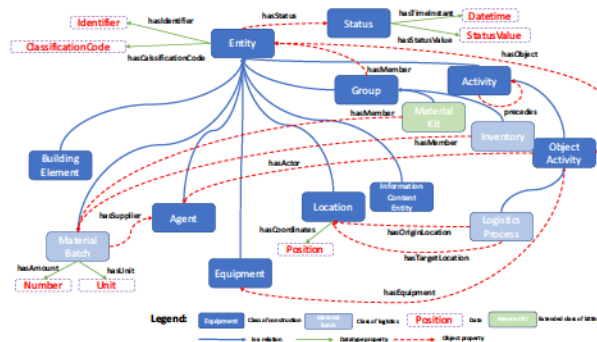 Identifier
hasIdentifier
hasStatus
Status
hasTimeInstant
Datetime
ClassificationCode
Entity
hasStatusValue
StatusValue
hasCalssificationCode
hasObject
hasMember
Group
Activity
hasMember
Material
Kit
precedes
Building
Element
hasMember
Inventory
Object
Activity
hasActor
Information
Content
Entity
hasSupplier
Agent
Location
Logistics
Process
Material
Batch
hasCoordinates
hasOriginLocation
Position
hasTargetLocation
hasAmount
hasUnit
Number
Unit
Equipment
hasEquipment
Legend:
Equipment
Class of construction
Material
Batch
Class of logistics
Position
Data
Material Kit
Extended class of
Is-a relation
Datatype property
Object property